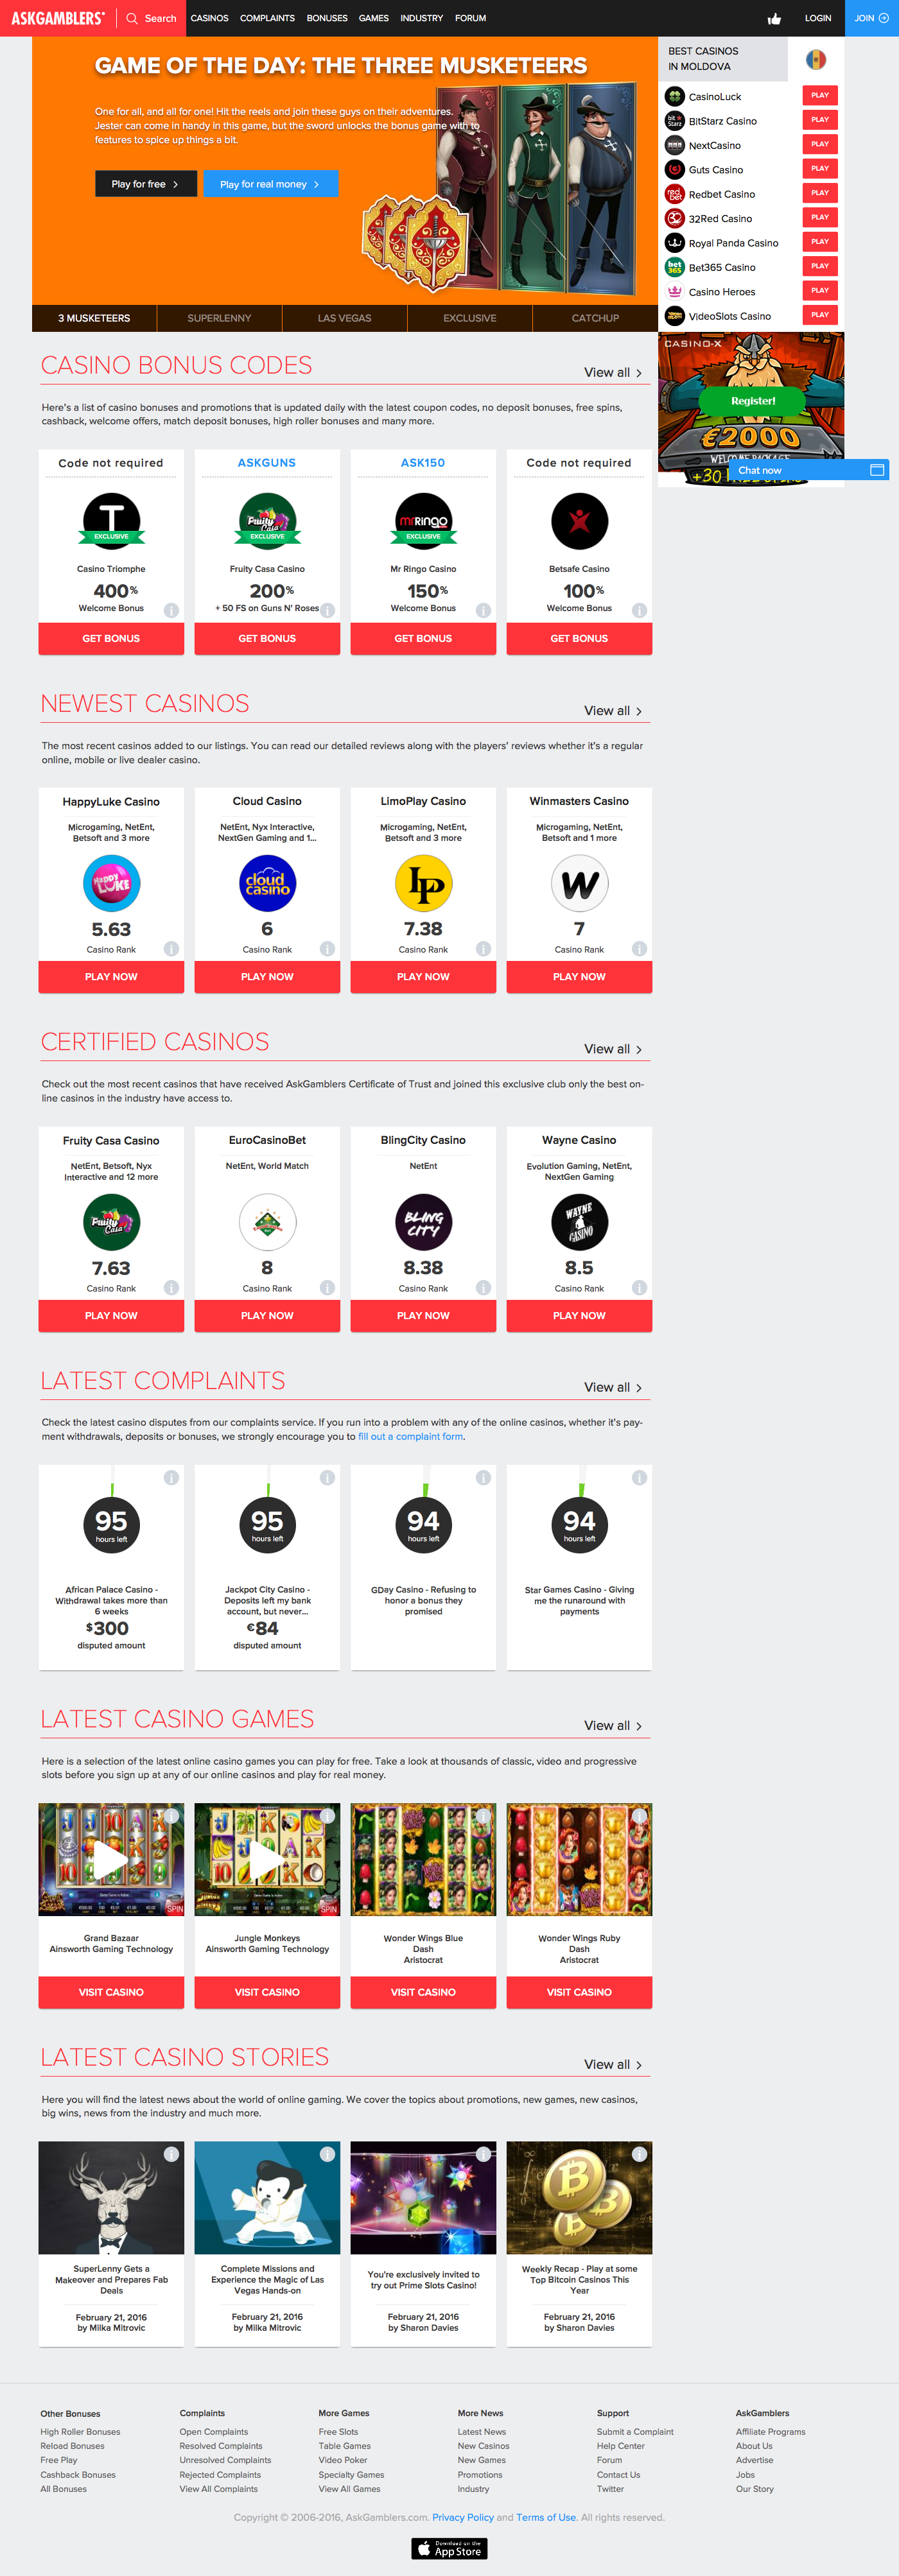 ASKGAMBLERS
Search
CASINOS
COMPLAINTS
BONUSES
GAMES
INDUSTRY
FORUM
LOGIN
JOIN
GAME OF THE DAY: THE THREE MUSKETEERS
One for all, and all for one! Hit the reels and join these guys on their adventures.
Jester can come in handy in this game, but the sword unlocks the bonus game with to
features to spice up things a bit.
Play for free
Play for real money
3 MUSKETEERS
SUPERLENNY
LAS VEGAS
EXCLUSIVE
CATCHUP
BEST CASINOS
IN MOLDOVA
CasinoLuck PLAY
BitStarz Casino PLAY
NextCasino PLAY
Guts Casino PLAY
Redbet Casino PLAY
32Red Casino PLAY
Royal Panda Casino PLAY
Bet365 Casino PLAY
Casino Heroes PLAY
VideoSlots Casino PLAY
CASINO-X
Register!
€2000
WELCOME PACKAGE
Chat now
CASINO BONUS CODES
View all
Here's a list of casino bonuses and promotions that is updated daily with the latest coupon codes, no deposit bonuses, free spins,
cashback, welcome offers, match deposit bonuses, high roller bonuses and many more.
Code not required
T
EXCLUSIVE
Casino Triomphe
400%
Welcome Bonus
GET BONUS
ASKGUNS
Fruity Casa
EXCLUSIVE
Fruity Casa Casino
200%
+ 50 FS on Guns N' Roses
GET BONUS
ASK150
mrRingo
EXCLUSIVE
Mr Ringo Casino
150%
Welcome Bonus
GET BONUS
Code not required
Betsafe Casino
100%
Welcome Bonus
GET BONUS
NEWEST CASINOS
View all
The most recent casinos added to our listings. You can read our detailed reviews along with the players' reviews whether it's a regular
online, mobile or live dealer casino.
HappyLuke Casino
Microgaming, NetEnt,
Betsoft and 3 more
Happy
LUKE
5.63
Casino Rank
PLAY NOW
Cloud Casino
NetEnt, Nyx Interactive,
NextGen Gaming and 1...
cloud
casino
6
Casino Rank
PLAY NOW
LimoPlay Casino
Microgaming, NetEnt,
Betsoft and 3 more
LP
7.38
Casino Rank
PLAY NOW
Winmasters Casino
Microgaming, NetEnt,
Betsoft and 1 more
W
7
Casino Rank
PLAY NOW
CERTIFIED CASINOS
View all
Check out the most recent casinos that have received AskGamblers Certificate of Trust and joined this exclusive club only the best on-
line casinos in the industry have access to.
Fruity Casa Casino
NetEnt, Betsoft, Nyx
Interactive and 12 more
Fruity Casa
7.63
Casino Rank
PLAY NOW
EuroCasinoBet
NetEnt, World Match
8
Casino Rank
PLAY NOW
BlingCity Casino
NetEnt
BLING
CITY
8.38
Casino Rank
PLAY NOW
Wayne Casino
Evolution Gaming, NetEnt,
NextGen Gaming
WAYNE
CASINO
8.5
Casino Rank
PLAY NOW
LATEST COMPLAINTS
View all
Check the latest casino disputes from our complaints service. If you run into a problem with any of the online casinos, whether it's pay-
ment withdrawals, deposits or bonuses, we strongly encourage you to fill out a complaint form.
95
hours left
African Palace Casino -
Withdrawal takes more than
6 weeks
$300
disputed amount
95
hours left
Jackpot City Casino -
Deposits left my bank
account, but never...
€84
disputed amount
94
hours left
GDay Casino - Refusing to
honor a bonus they
promised
94
hours left
Star Games Casino - Giving
me the runaround with
payments
LATEST CASINO GAMES
View all
Here is a selection of the latest online casino games you can play for free. Take a look at thousands of classic, video and progressive
slots before you sign up at any of our online casinos and play for real money.
SPIN
Grand Bazaar
Ainsworth Gaming Technology
VISIT CASINO
SPIN
Jungle Monkeys
Ainsworth Gaming Technology
VISIT CASINO
Wonder Wings Blue
Dash
Aristocrat
VISIT CASINO
Wonder Wings Ruby
Dash
Aristocrat
VISIT CASINO
LATEST CASINO STORIES
View all
Here you will find the latest news about the world of online gaming. We cover the topics about promotions, new games, new casinos,
big wins, news from the industry and much more.
SuperLenny Gets a
Makeover and Prepares Fab
Deals
February 21, 2016
by Milka Mitrovic
Complete Missions and
Experience the Magic of Las
Vegas Hands-on
February 21, 2016
by Milka Mitrovic
You're exclusively invited to
try out Prime Slots Casino!
February 21, 2016
by Sharon Davies
Weekly Recap - Play at some
Top Bitcoin Casinos This
Year
February 21, 2016
by Sharon Davies
Other Bonuses
High Roller Bonuses
Reload Bonuses
Free Play
Cashback Bonuses
All Bonuses
Complaints
Open Complaints
Resolved Complaints
Unresolved Complaints
Rejected Complaints
View All Complaints
More Games
Free Slots
Table Games
Video Poker
Specialty Games
View All Games
More News
Latest News
New Casinos
New Games
Promotions
Industry
Support
Submit a Complaint
Help Center
Forum
Contact Us
Twitter
AskGamblers
Affiliate Programs
About Us
Advertise
Jobs
Our Story
Copyright © 2006-2016, AskGamblers.com. Privacy Policy and Terms of Use. All rights reserved.
Download on the
App Store